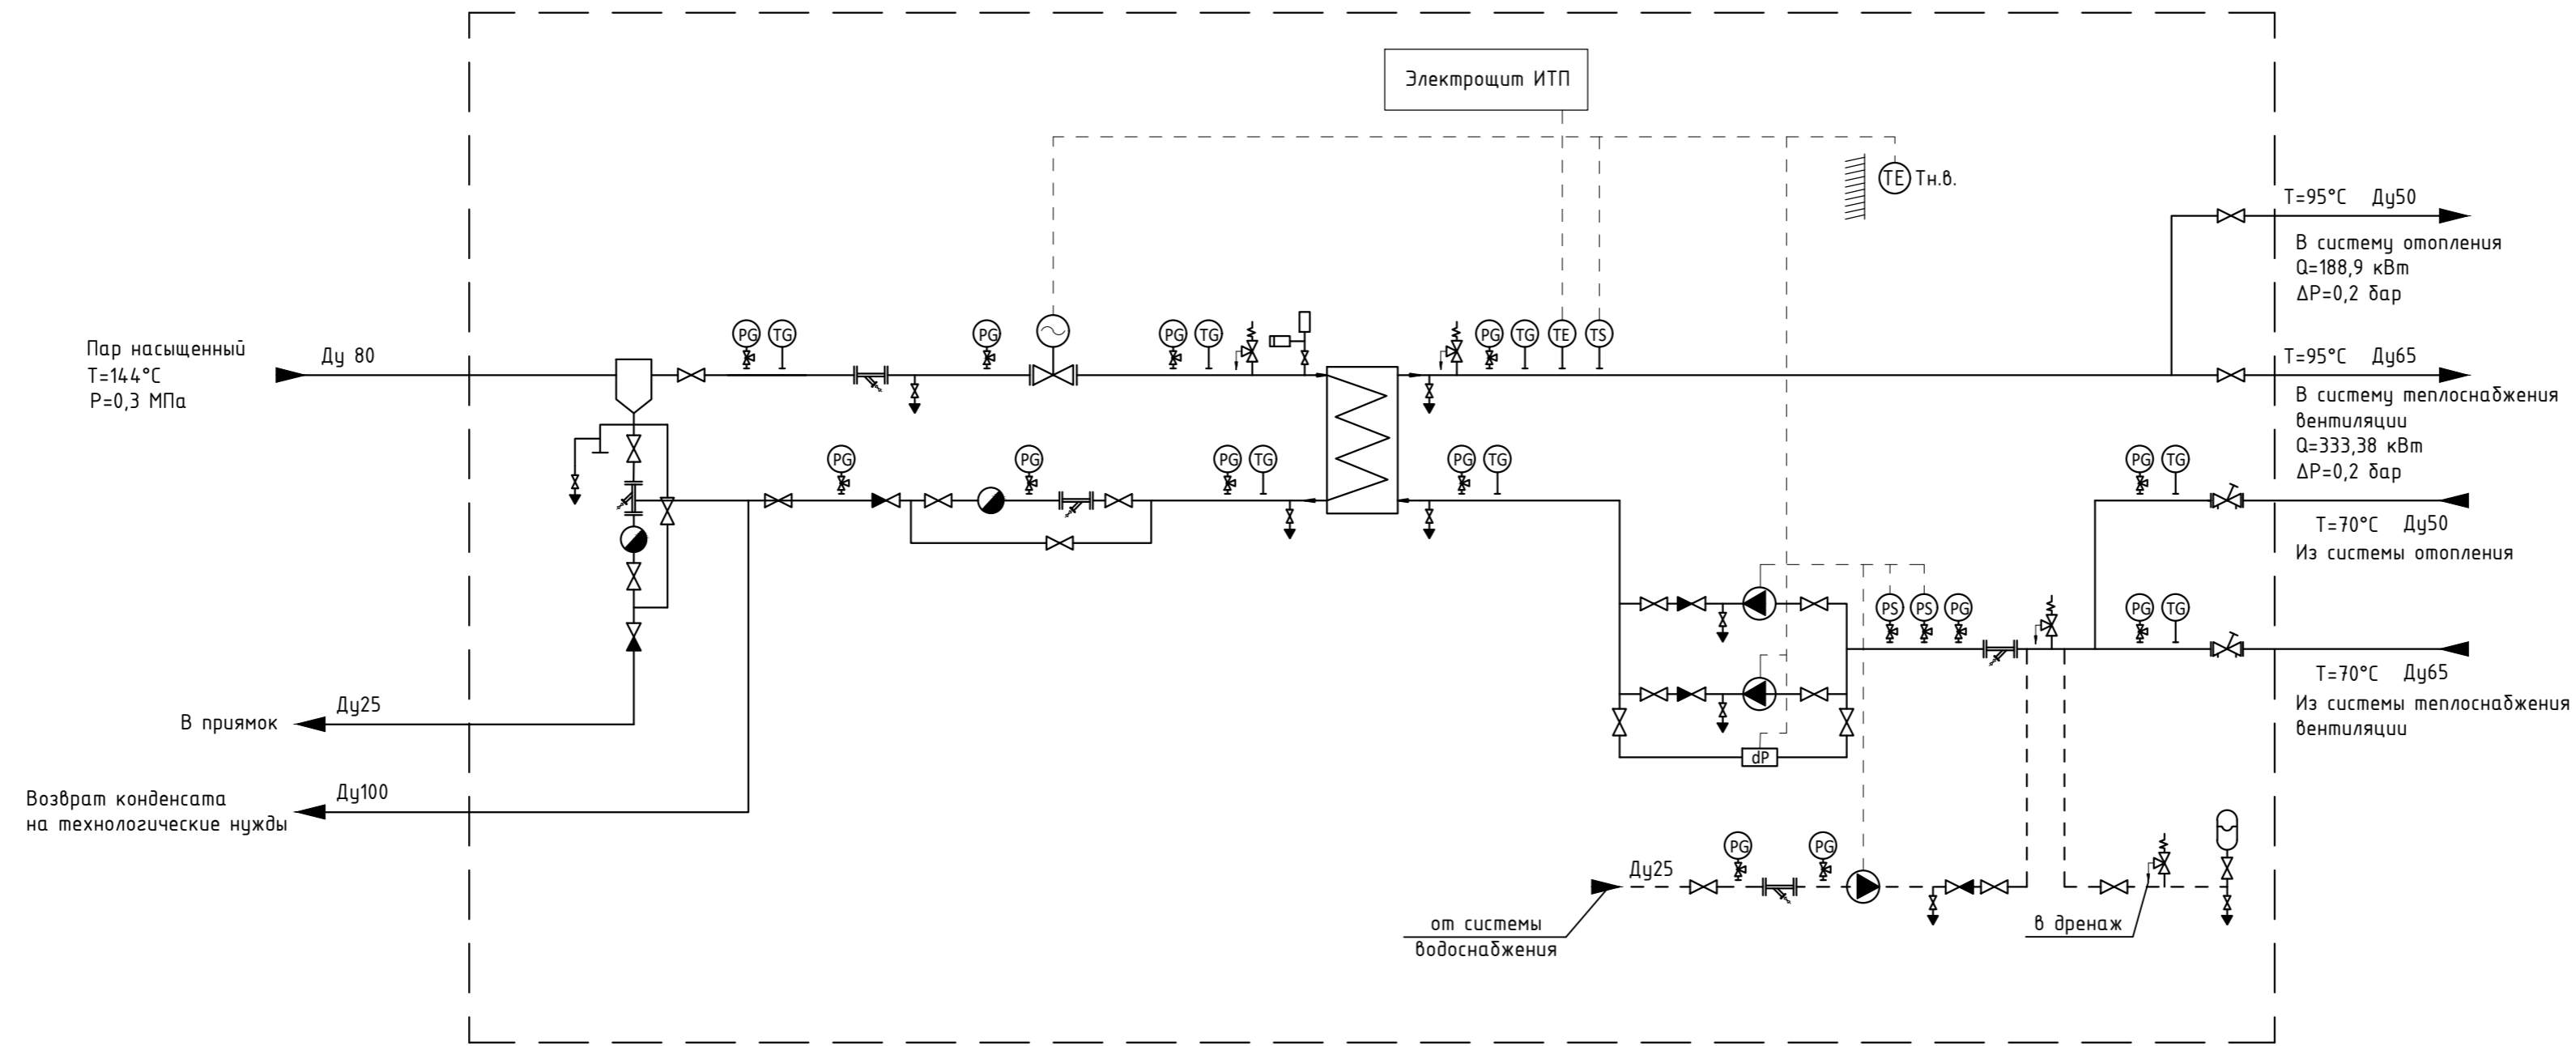 Электрощит ИТП
TE Тн.в.
T=95°C Ду50
В систему отопления
Q=188,9 кВт
ΔP=0,2 бар
PG TG PG PG TG PG TG TE TS
Пар насыщенный
T=144°C
P=0,3 МПа
Ду 80
T=95°C Ду65
В систему теплоснабжения
вентиляции
Q=333,38 кВт
ΔP=0,2 бар
PG PG PG TG PG TG PG TG
T=70°C Ду50
Из системы отопления
PS PS PG PG TG
T=70°C Ду65
Из системы теплоснабжения
вентиляции
В приямок
Ду25
dP
Возврат конденсата
на технологические нужды
Ду100
PG PG
Ду25
от системы
водоснабжения
в дренаж